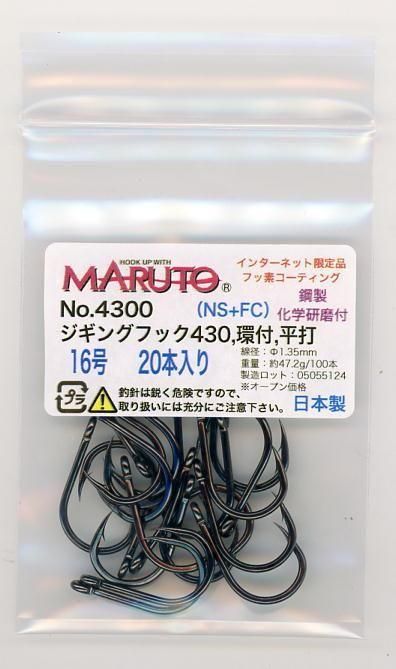 HOOK UP WITH
MARUTO®
インターネット限定品
フッ素コーティング
No.4300 (NS+FC)
鋼製
化学研磨付
ジギングフック430,環付,平打
16号 20本入り
線径：Φ1.35mm
重量：約47.2g/100本
製造ロット：05055124
※オープン価格
プラ
釣針は鋭く危険ですので、
取り扱いには充分にご注意下さい。
日本製